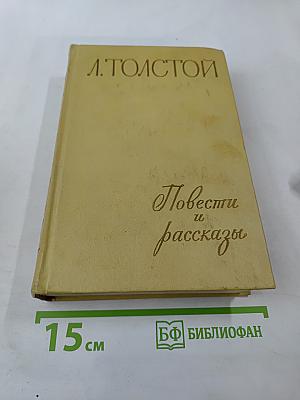 Л. ТОЛСТОЙ
Повести
и
рассказы
15 см
БФ БИБЛИОФАН